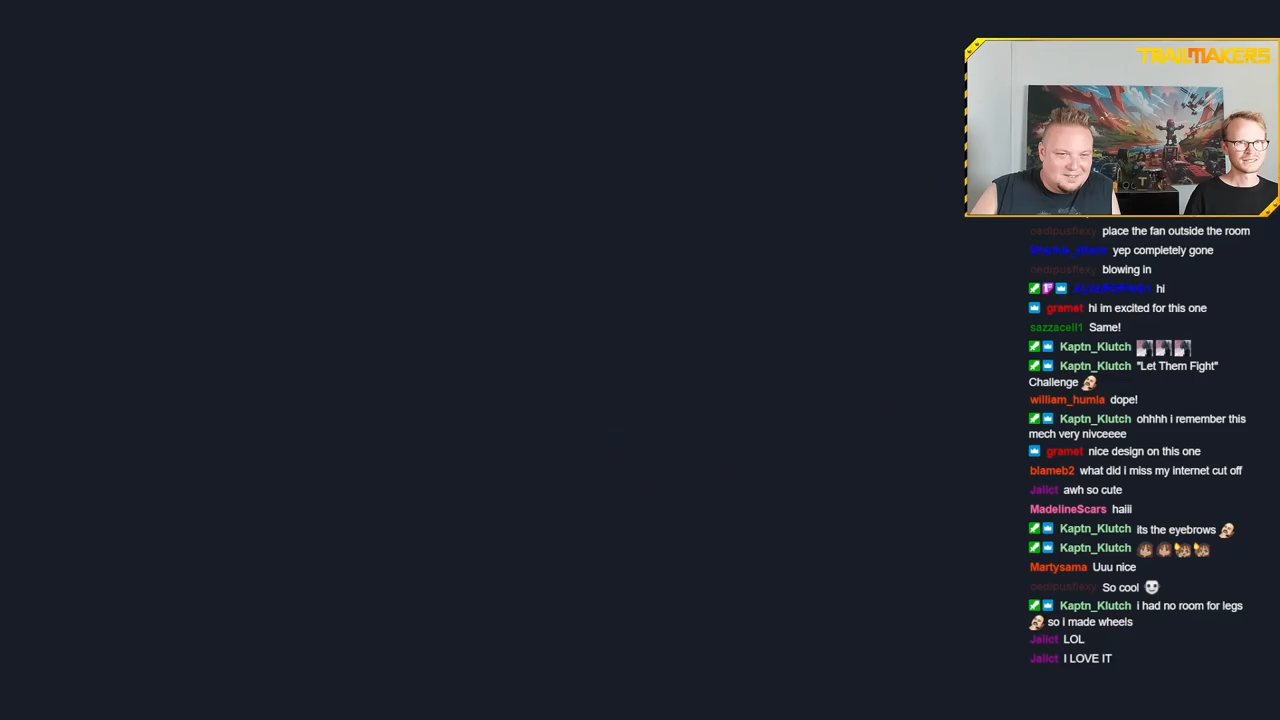 TRAILMAKERS
oedipusflexy place the fan outside the room
yep completely gone
oedipusflexy blowing in
hi
gramet hi im excited for this one
sazzacell1 Same!
Kaptn_Klutch
Kaptn_Klutch "Let Them Fight"
Challenge
william_humla dope!
Kaptn_Klutch ohhhh i remember this
mech very nivceeee
gramet nice design on this one
blameb2 what did i miss my internet cut off
Jalict awh so cute
MadelineScars haiii
Kaptn_Klutch its the eyebrows
Kaptn_Klutch
Martysama Uuu nice
oedipusflexy So cool
Kaptn_Klutch i had no room for legs
so i made wheels
Jalict LOL
Jalict I LOVE IT